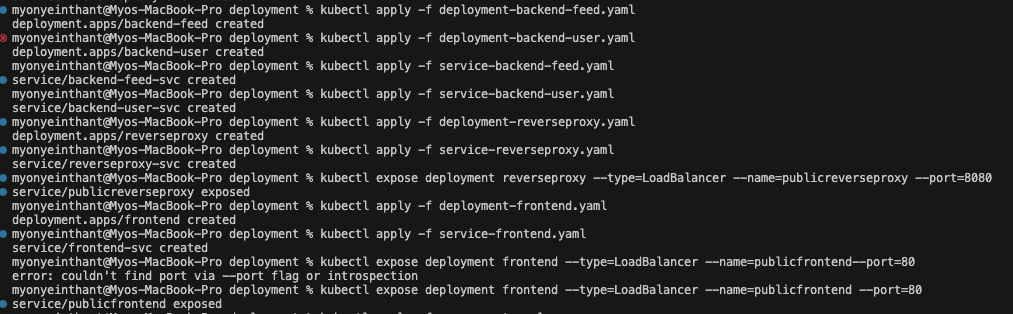 myonyeinthant@Myos-MacBook-Pro deployment % kubectl apply -f deployment-backend-feed.yaml
deployment.apps/backend-feed created
myonyeinthant@Myos-MacBook-Pro deployment % kubectl apply -f deployment-backend-user.yaml
deployment.apps/backend-user created
myonyeinthant@Myos-MacBook-Pro deployment % kubectl apply -f service-backend-feed.yaml
service/backend-feed-svc created
myonyeinthant@Myos-MacBook-Pro deployment % kubectl apply -f service-backend-user.yaml
service/backend-user-svc created
myonyeinthant@Myos-MacBook-Pro deployment % kubectl apply -f deployment-reverseproxy.yaml
deployment.apps/reverseproxy created
myonyeinthant@Myos-MacBook-Pro deployment % kubectl apply -f service-reverseproxy.yaml
service/reverseproxy-svc created
myonyeinthant@Myos-MacBook-Pro deployment % kubectl expose deployment reverseproxy --type=LoadBalancer --name=publicreverseproxy --port=8080
service/publicreverseproxy exposed
myonyeinthant@Myos-MacBook-Pro deployment % kubectl apply -f deployment-frontend.yaml
deployment.apps/frontend created
myonyeinthant@Myos-MacBook-Pro deployment % kubectl apply -f service-frontend.yaml
service/frontend-svc created
myonyeinthant@Myos-MacBook-Pro deployment % kubectl expose deployment frontend --type=LoadBalancer --name=publicfrontend--port=80
error: couldn't find port via --port flag or introspection
myonyeinthant@Myos-MacBook-Pro deployment % kubectl expose deployment frontend --type=LoadBalancer --name=publicfrontend --port=80
service/publicfrontend exposed